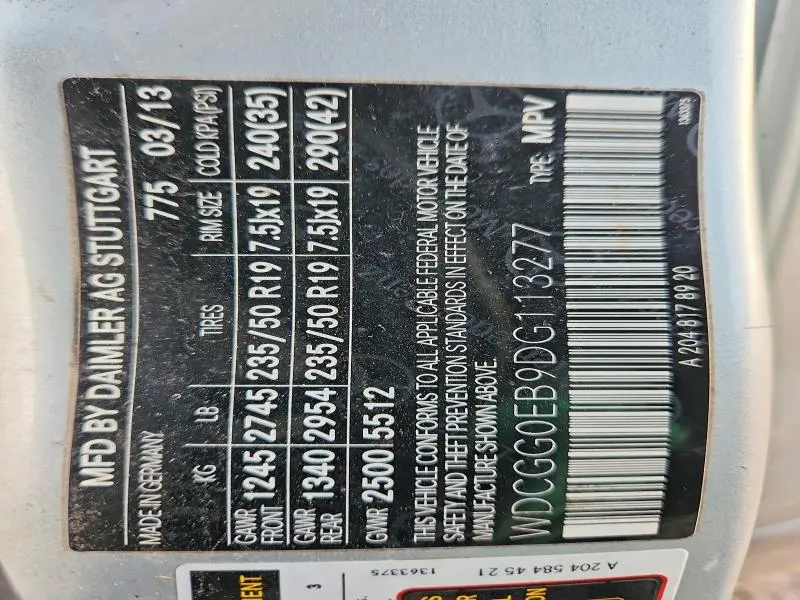 MFD BY DAIMLER AG STUTTGART
MADE IN GERMANY 775 03/13
KG LB TIRES RIM SIZE COLD KPA(PSI)
GAWR FRONT 1245 2745 235/50 R19 7.5Jx19 240(35)
GAWR REAR 1340 2954 235/50 R19 7.5Jx19 290(42)
GVWR 2500 5512
THIS VEHICLE CONFORMS TO ALL APPLICABLE FEDERAL MOTOR VEHICLE
SAFETY AND THEFT PREVENTION STANDARDS IN EFFECT ON THE DATE OF
MANUFACTURE SHOWN ABOVE.
WDCGG0EB9DG113277 TYPE: MPV
A 204 817 89 20
1363375
A 204 584 45 21
1363375
3